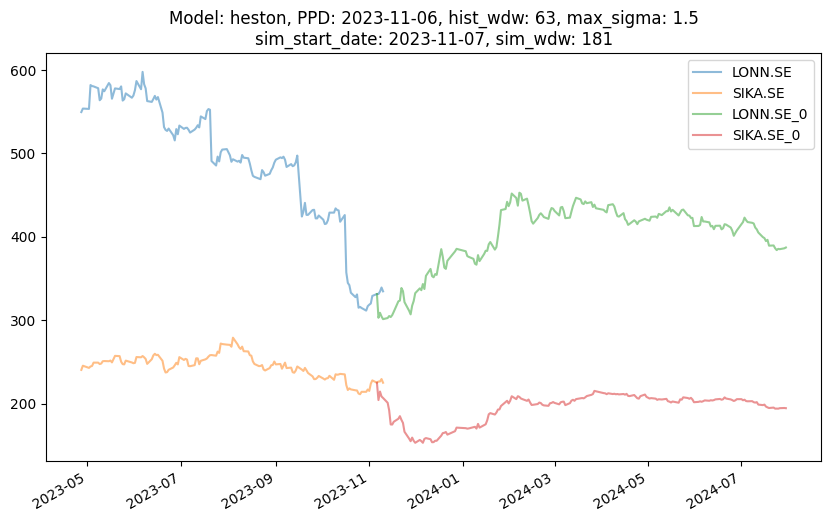 Model: heston, PPD: 2023-11-06, hist_wdw: 63, max_sigma: 1.5
sim_start_date: 2023-11-07, sim_wdw: 181
LONN.SE
SIKA.SE
LONN.SE_0
SIKA.SE_0
600
500
400
300
200
2023-05
2023-07
2023-09
2023-11
2024-01
2024-03
2024-05
2024-07